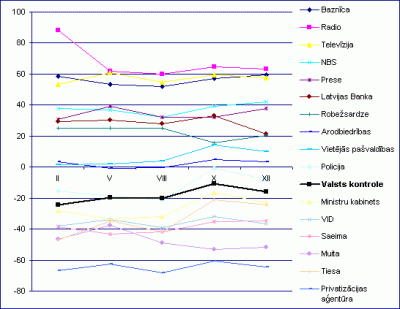 100
80
60
40
20
0
-20
-40
-60
-80
II
V
VIII
X
XII
Baznīca
Radio
Televīzija
NBS
Prese
Latvijas Banka
Robežsardze
Arodbiedrības
Vietējās pašvaldības
Policija
Valsts kontrole
Ministru kabinets
VID
Saeima
Muita
Tiesa
Privatizācijas
aģentūra